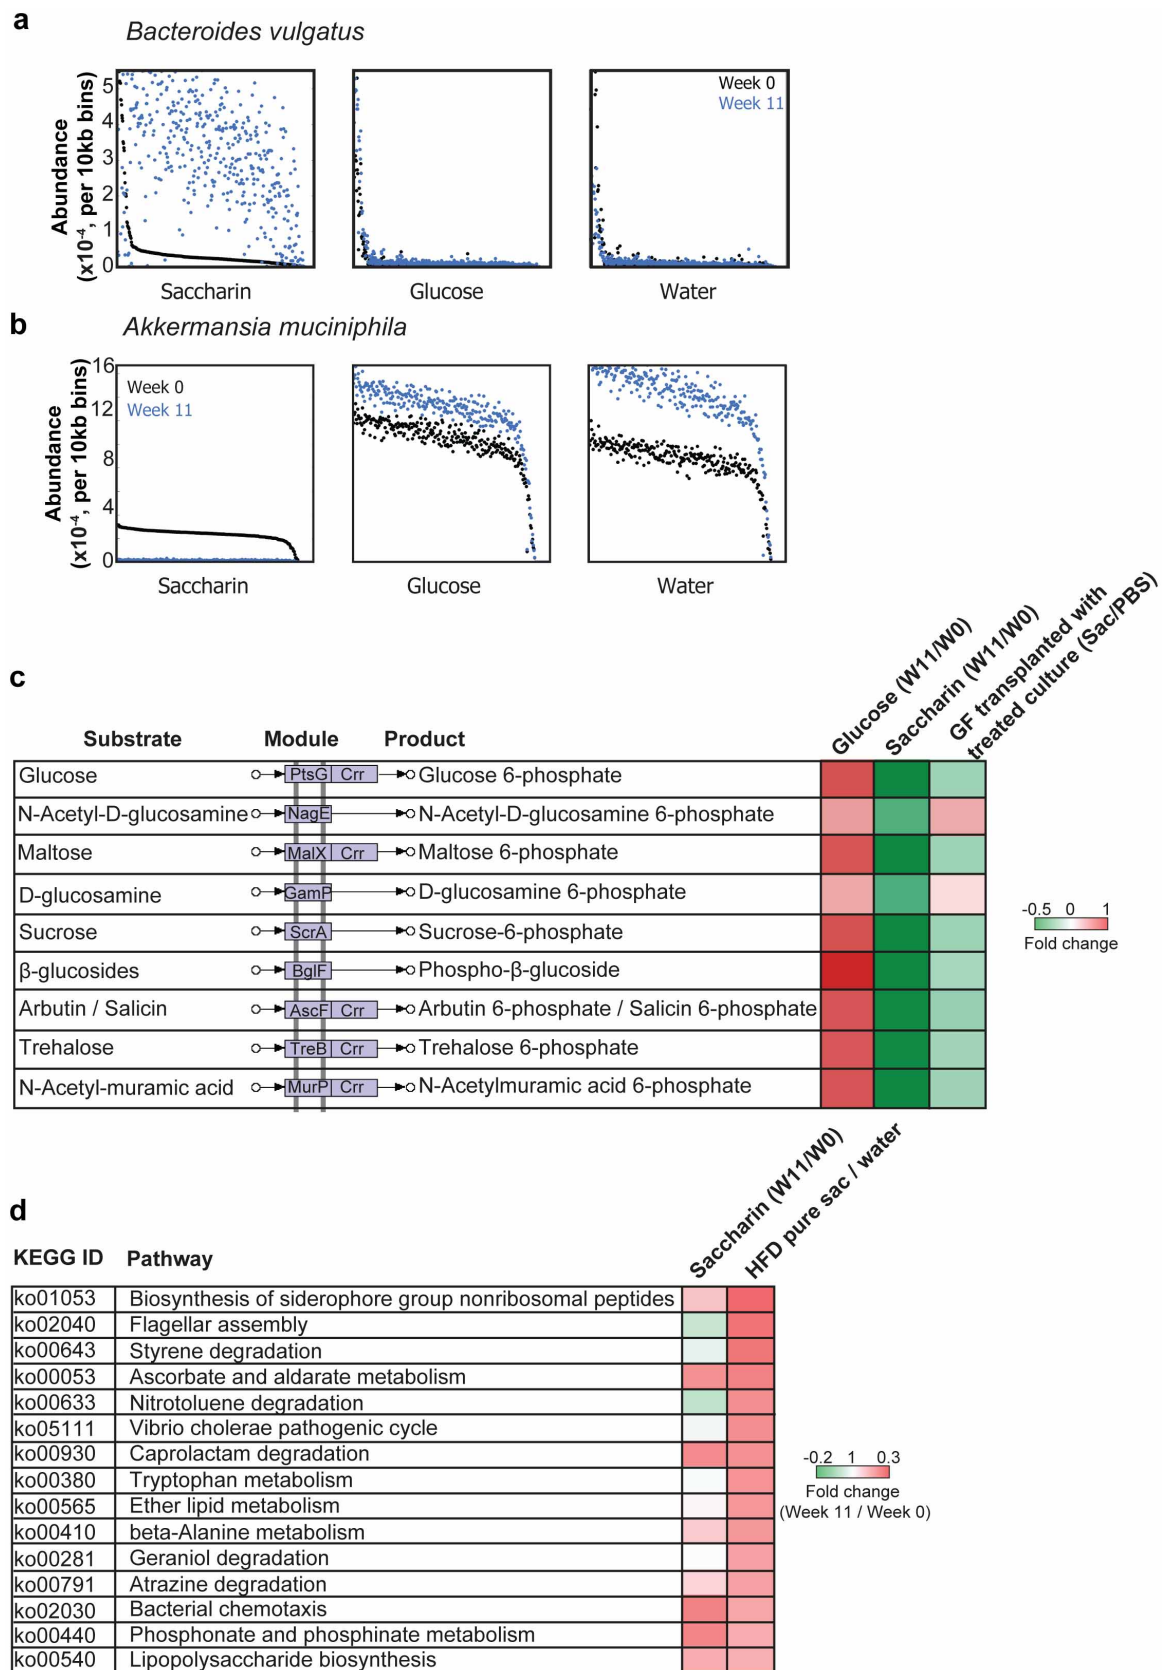 a
Bacteroides vulgatus
Abundance
(x10-4, per 10kb bins)
5
4
3
2
1
0
Week 0
Week 11
Saccharin
Glucose
Water
b
Akkermansia muciniphila
Abundance
(x10-4, per 10kb bins)
16
12
8
4
0
Week 0
Week 11
Saccharin
Glucose
Water
c
Glucose (W11/W0)
Saccharin (W11/W0)
GF transplanted with
treated culture (Sac/PBS)
Substrate Module Product
Glucose PtsG Crr Glucose 6-phosphate
N-Acetyl-D-glucosamine NagE N-Acetyl-D-glucosamine 6-phosphate
Maltose MalX Crr Maltose 6-phosphate
D-glucosamine GamP D-glucosamine 6-phosphate
Sucrose ScrA Sucrose-6-phosphate
β-glucosides BglF Phospho-β-glucoside
Arbutin / Salicin AscF Crr Arbutin 6-phosphate / Salicin 6-phosphate
Trehalose TreB Crr Trehalose 6-phosphate
N-Acetyl-muramic acid MurP Crr N-Acetylmuramic acid 6-phosphate
-0.5 0 1
Fold change
d
Saccharin (W11/W0)
HFD pure sac / water
KEGG ID Pathway
ko01053 Biosynthesis of siderophore group nonribosomal peptides
ko02040 Flagellar assembly
ko00643 Styrene degradation
ko00053 Ascorbate and aldarate metabolism
ko00633 Nitrotoluene degradation
ko05111 Vibrio cholerae pathogenic cycle
ko00930 Caprolactam degradation
ko00380 Tryptophan metabolism
ko00565 Ether lipid metabolism
ko00410 beta-Alanine metabolism
ko00281 Geraniol degradation
ko00791 Atrazine degradation
ko02030 Bacterial chemotaxis
ko00440 Phosphonate and phosphinate metabolism
ko00540 Lipopolysaccharide biosynthesis
-0.2 1 0.3
Fold change
(Week 11 / Week 0)